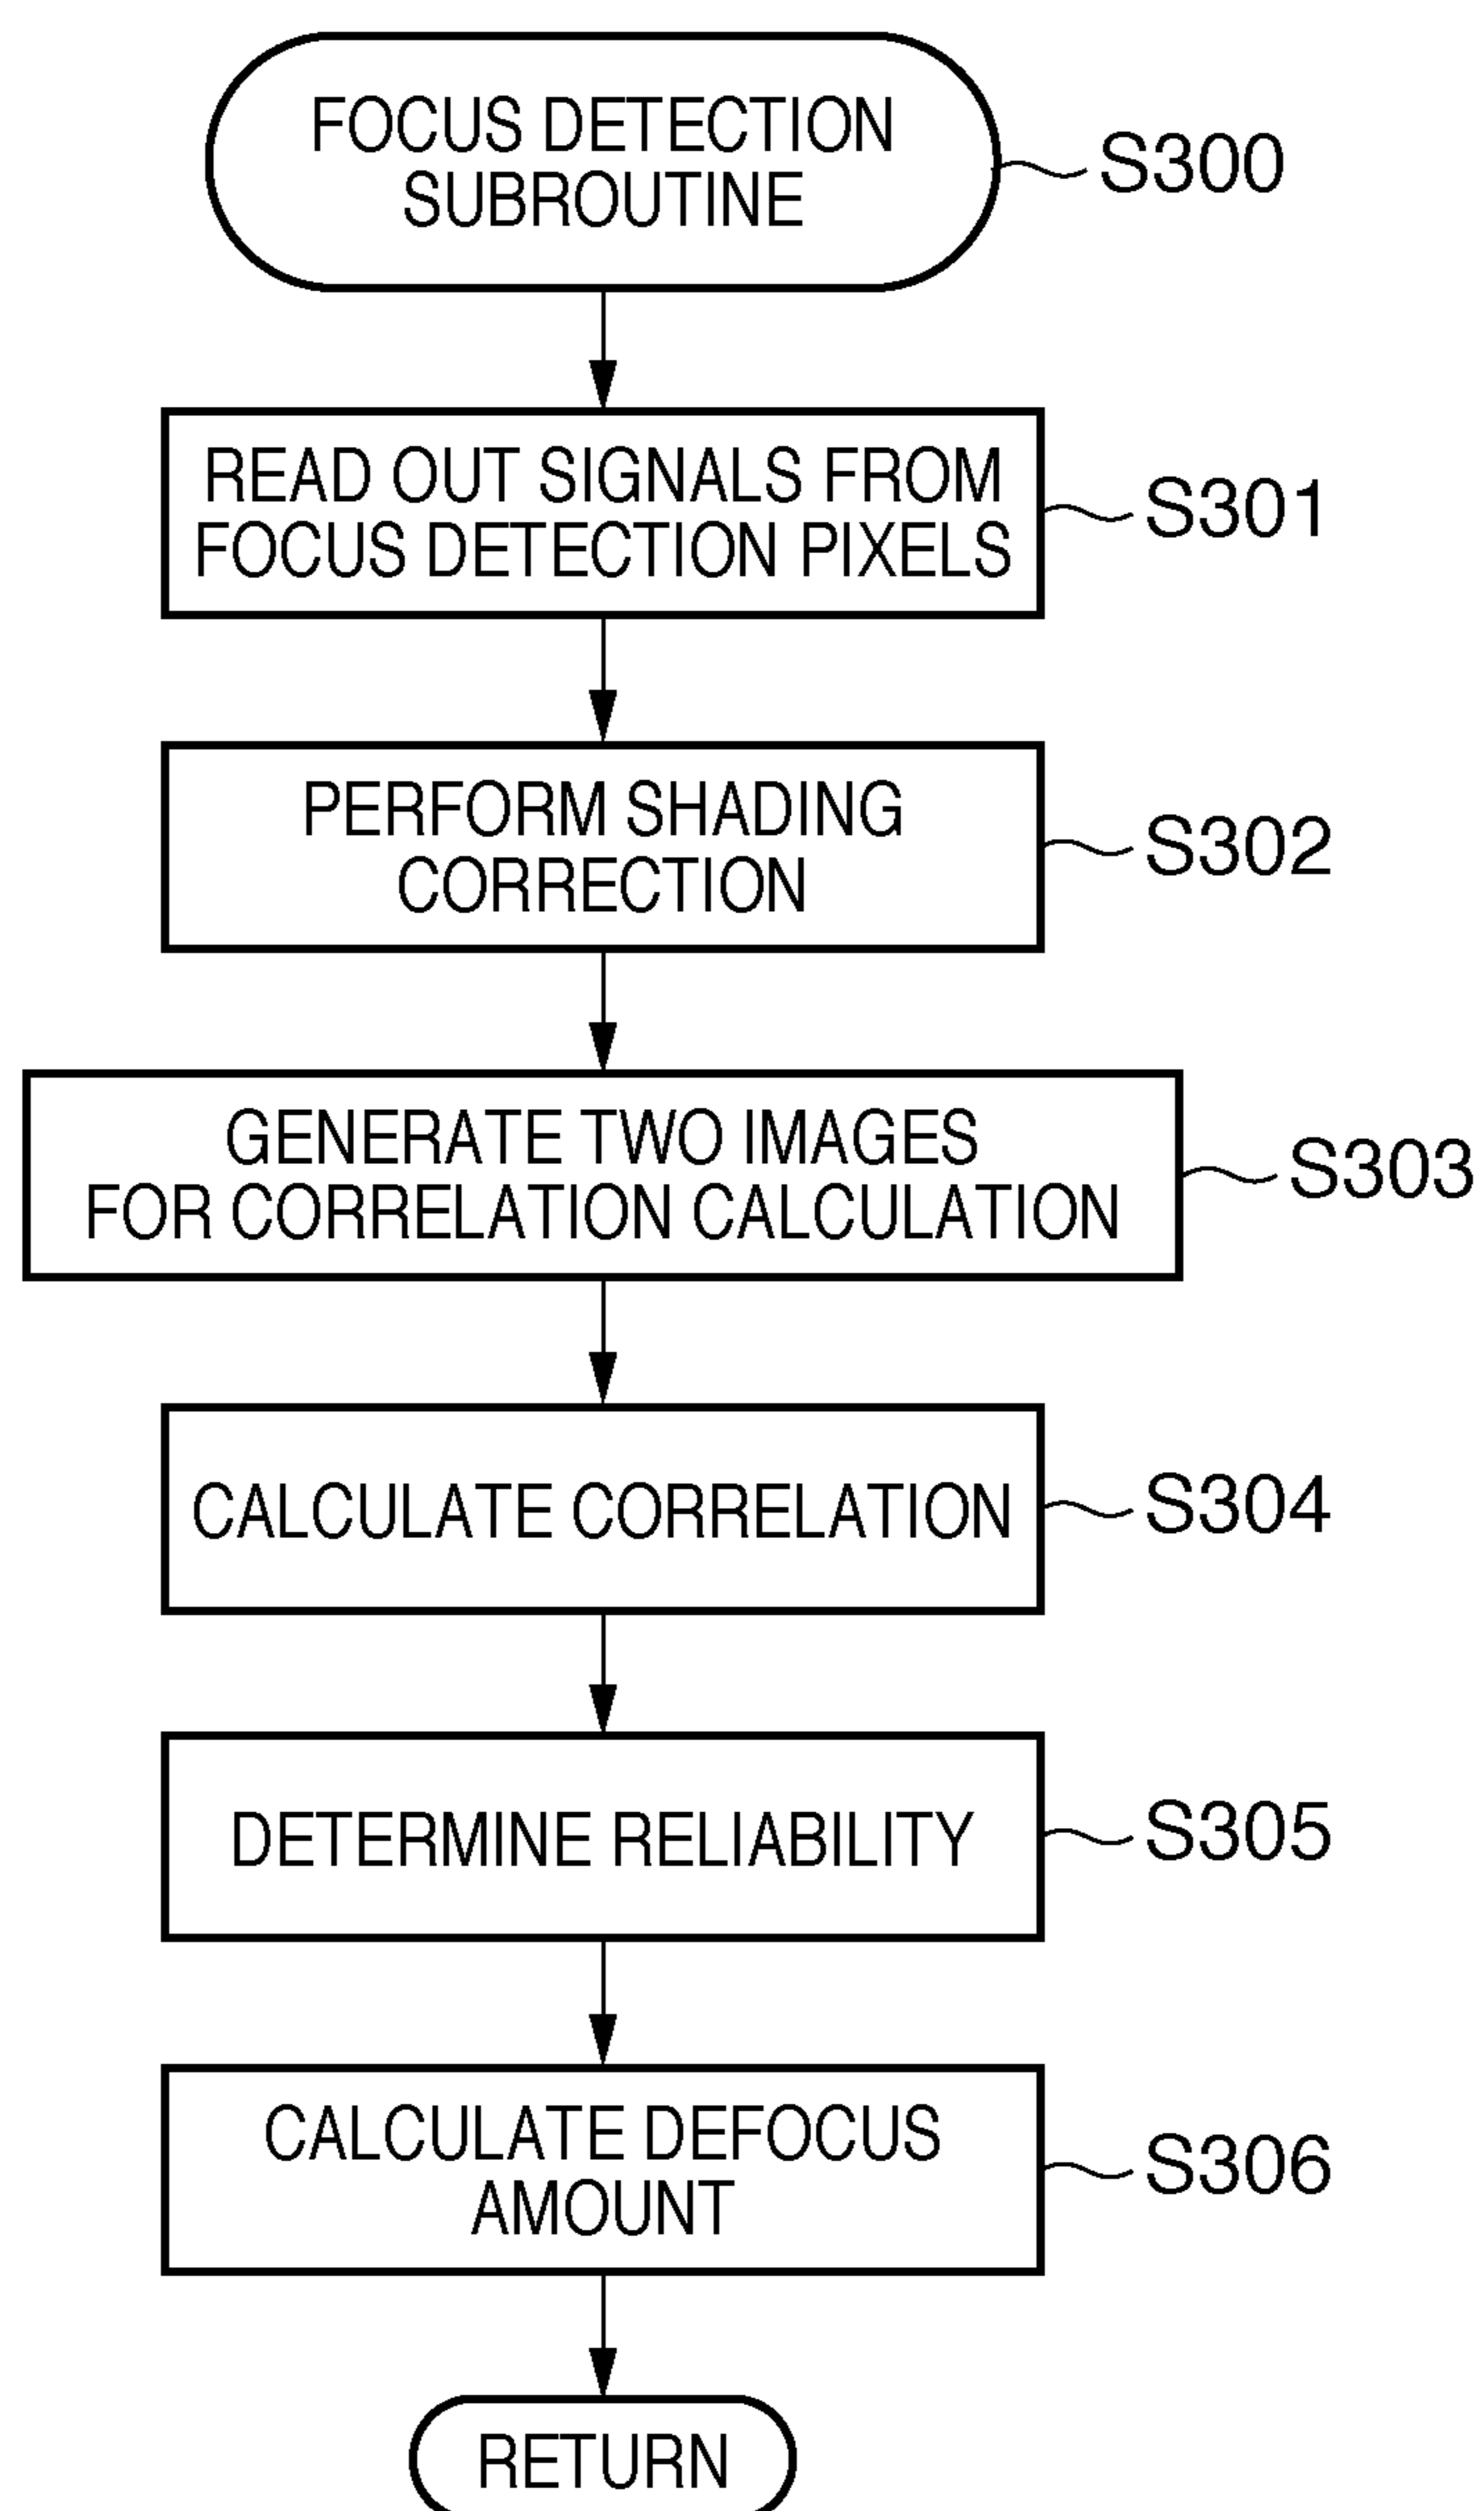 FOCUS DETECTION
SUBROUTINE
S300
READ OUT SIGNALS FROM
FOCUS DETECTION PIXELS
S301
PERFORM SHADING
CORRECTION
S302
GENERATE TWO IMAGES
FOR CORRELATION CALCULATION
S303
CALCULATE CORRELATION
S304
DETERMINE RELIABILITY
S305
CALCULATE DEFOCUS
AMOUNT
S306
RETURN